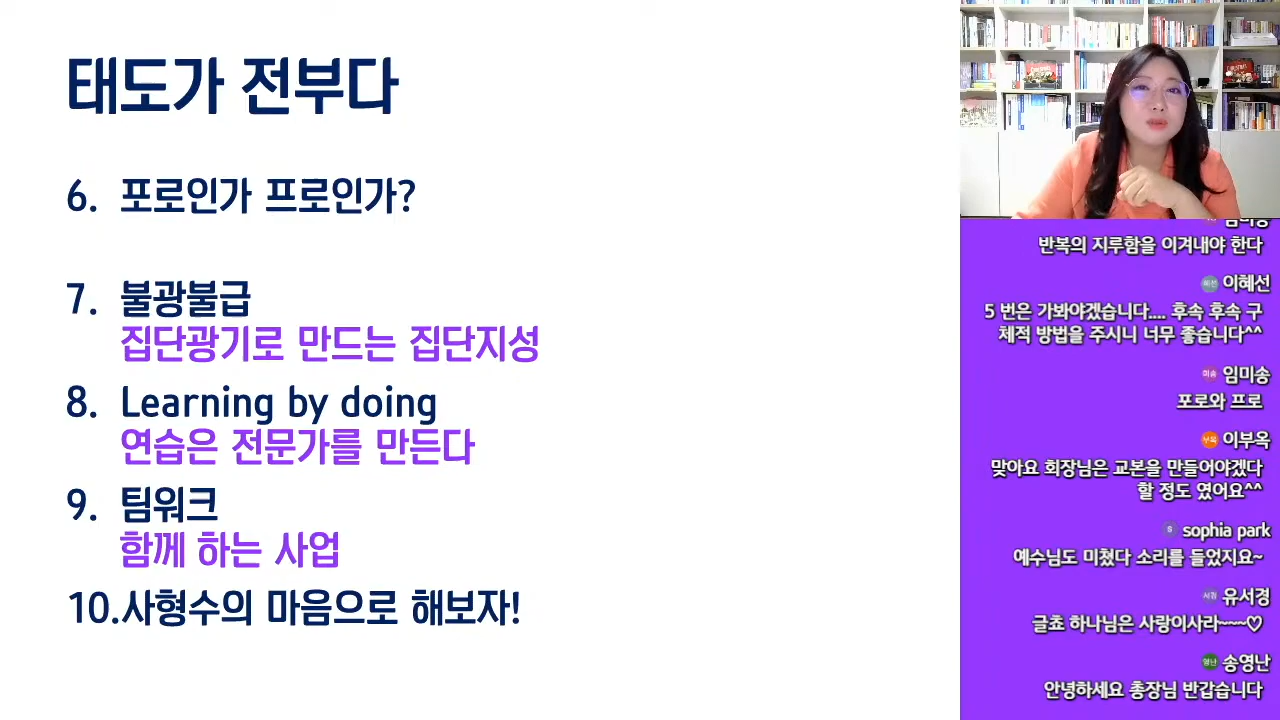 태도가 전부다
6. 포로인가 프로인가?
7. 불광불급
집단광기로 만드는 집단지성
8. Learning by doing
연습은 전문가를 만든다
9. 팀워크
함께 하는 사업
10.사형수의 마음으로 해보자!
반복의 지루함을 이겨내야 한다
혜선 이혜선
5 번은 가봐야겠습니다.... 후속 후속 구
체적 방법을 주시니 너무 좋습니다^^
미송 임미송
포로와 프로
부옥 이부옥
맞아요 회장님은 교본을 만들어야겠다
할 정도 였어요^^
S sophia park
예수님도 미쳤다 소리를 들었지요~
서경 유서경
글쵸 하나님은 사랑이사라~~~♡
영난 송영난
안녕하세요 총장님 반갑습니다